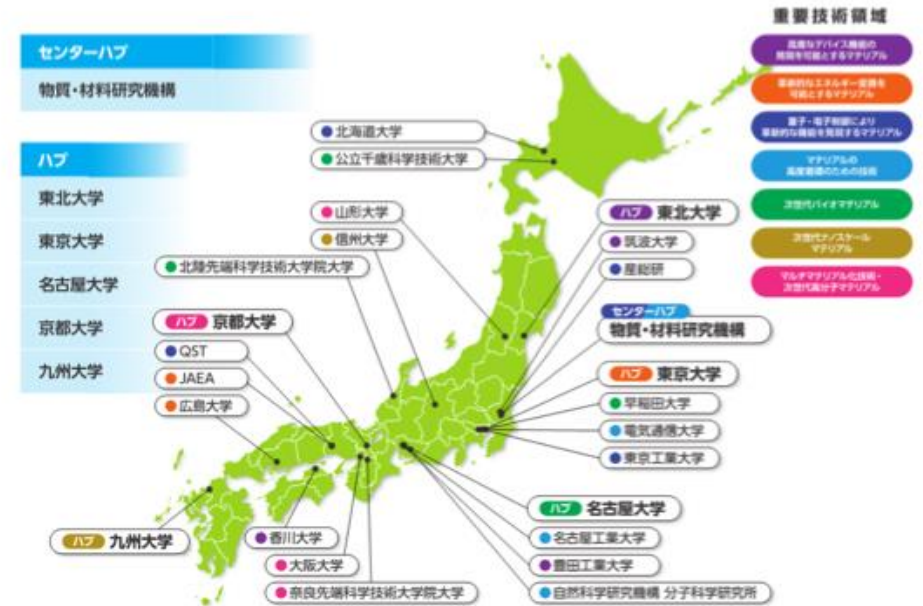 重要技術領域
高度なデバイス機能の
発現を可能とするマテリアル
革新的なエネルギー変換を
可能とするマテリアル
量子・電子制御により
革新的な機能を発現するマテリアル
マテリアルの
高度循環のための技術
次世代バイオマテリアル
次世代ナノスケール
マテリアル
マルチマテリアル化技術・
次世代高分子マテリアル
センターハブ
物質・材料研究機構
ハブ
東北大学
東京大学
名古屋大学
京都大学
九州大学
北海道大学
公立千歳科学技術大学
山形大学
信州大学
北陸先端科学技術大学院大学
ハブ 京都大学
QST
JAEA
広島大学
ハブ 東北大学
筑波大学
産総研
センターハブ
物質・材料研究機構
ハブ 東京大学
早稲田大学
電気通信大学
東京工業大学
ハブ 名古屋大学
名古屋工業大学
豊田工業大学
自然科学研究機構 分子科学研究所
ハブ 九州大学
香川大学
大阪大学
奈良先端科学技術大学院大学